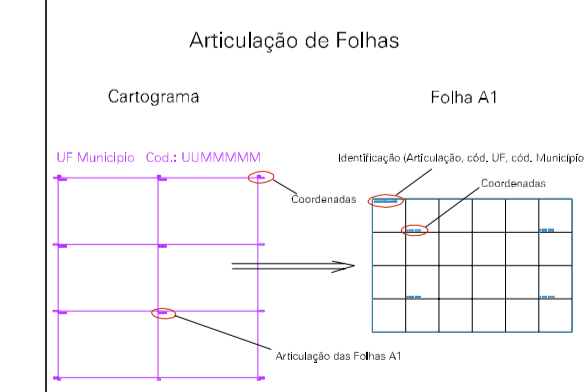 Articulação de Folhas
Cartograma
Folha A1
UF Municipio Cod.: UUMMMMM
Identificação (Articulação, cód. UF, cód. Município
Coordenadas
Coordenadas
Articulação das Folhas A1